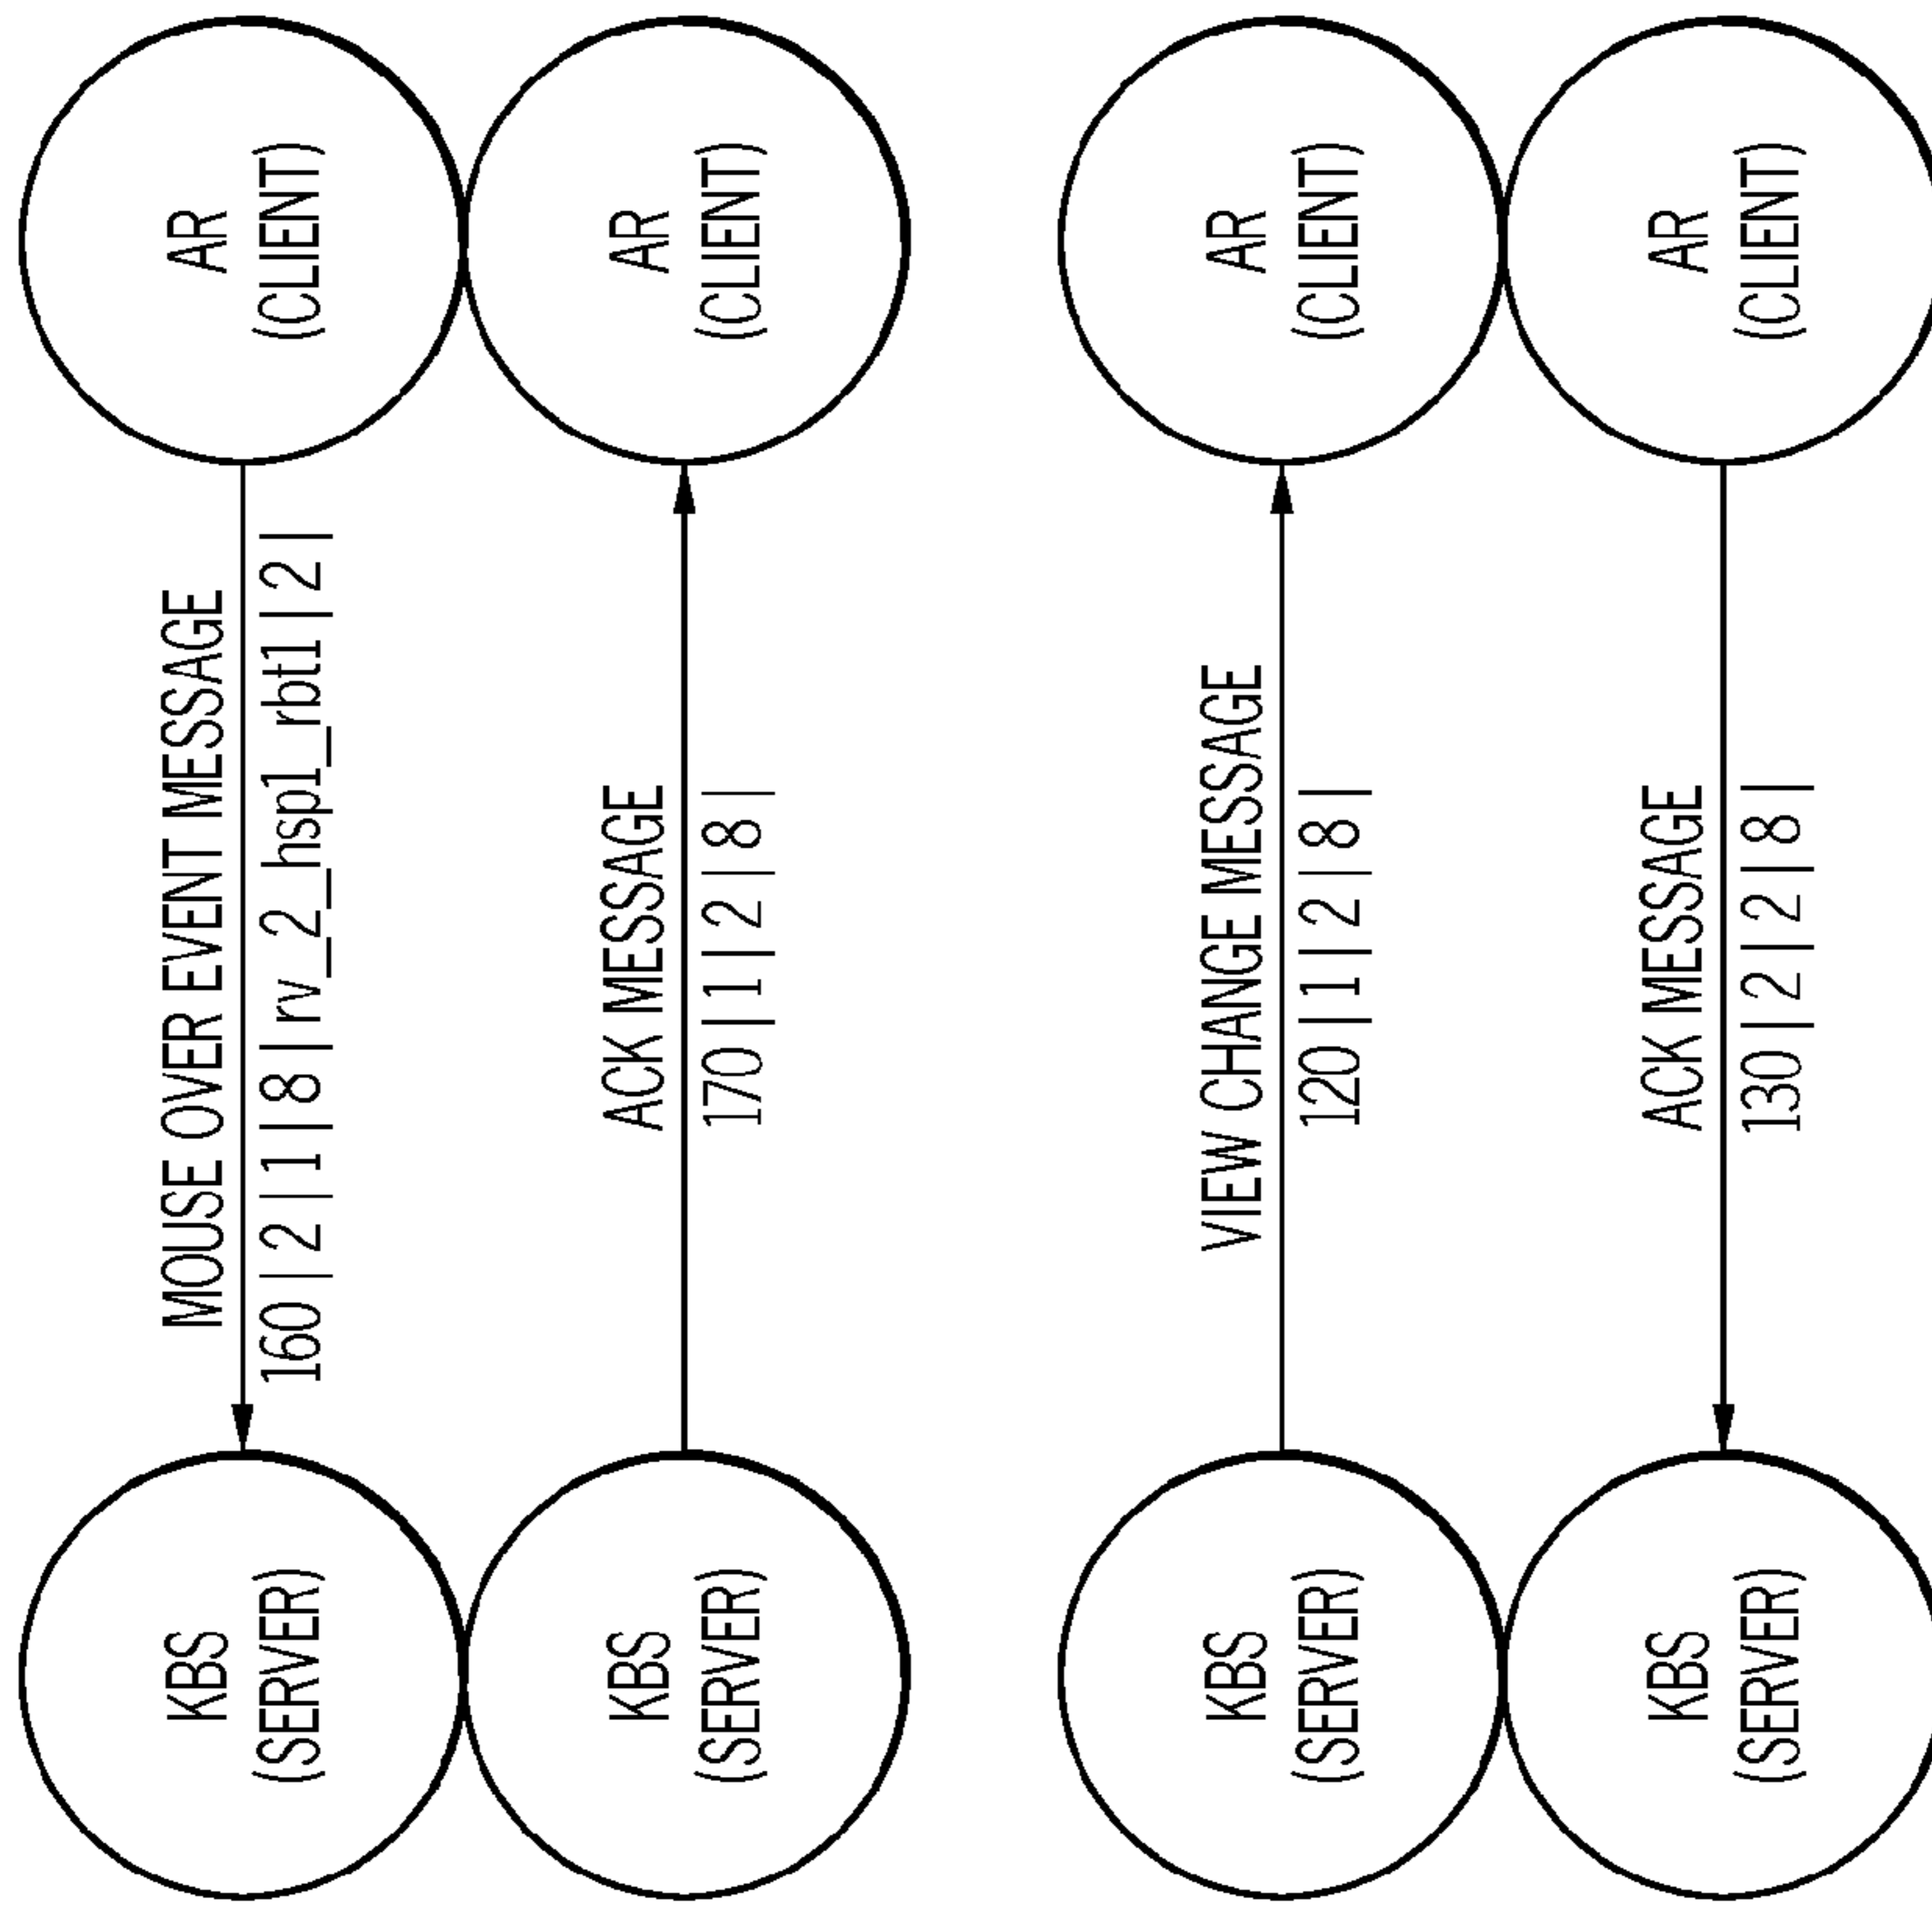 KBS
(SERVER)
MOUSE OVER EVENT MESSAGE
160|2|1|8|rv_2_hsp1_rbt1|2|
AR
(CLIENT)
KBS
(SERVER)
ACK MESSAGE
170|1|2|8|
AR
(CLIENT)
KBS
(SERVER)
VIEW CHANGE MESSAGE
120|1|2|8|
AR
(CLIENT)
KBS
(SERVER)
ACK MESSAGE
130|2|2|8|
AR
(CLIENT)